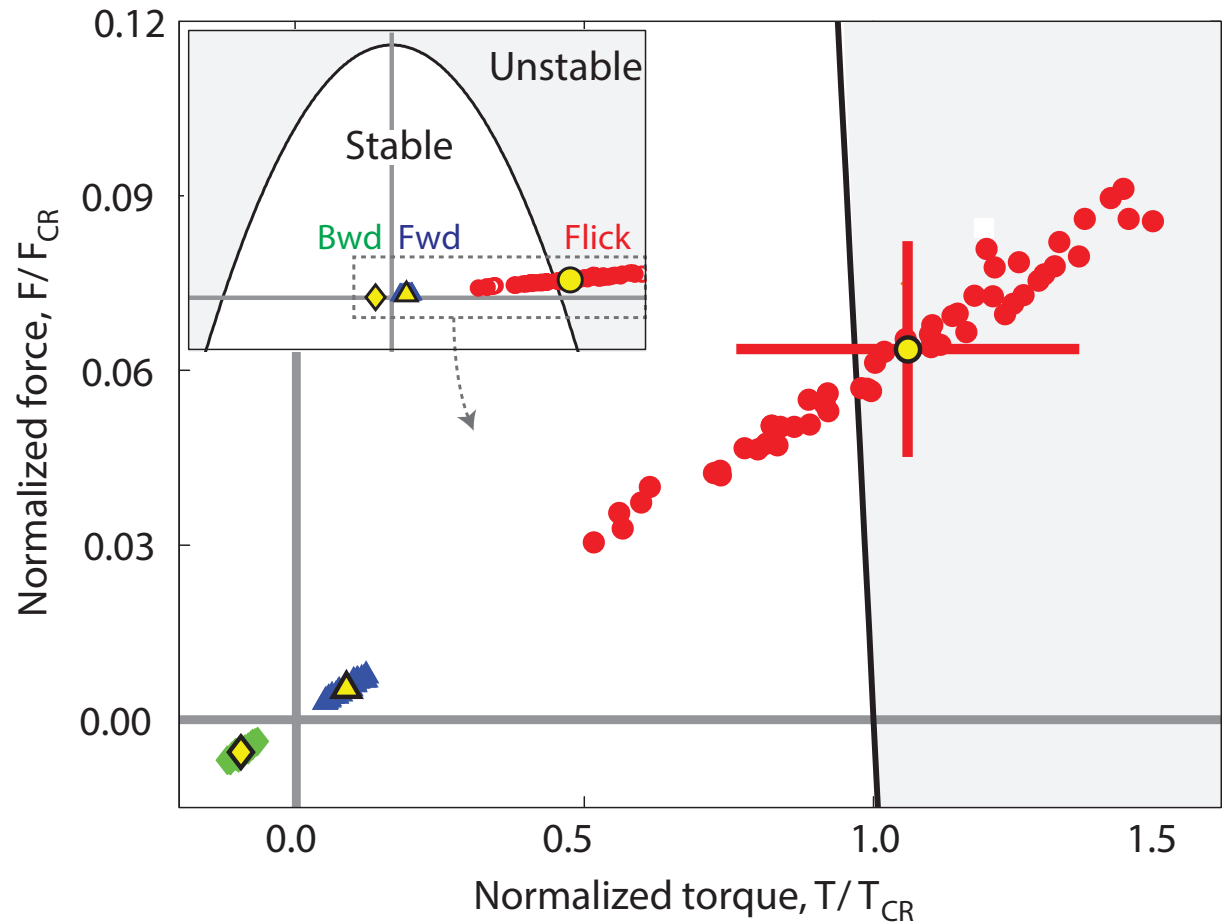 0.12
0.09
0.06
0.03
0.00
Normalized force, F/ F_CR
Unstable
Stable
Bwd Fwd Flick
0.0 0.5 1.0 1.5
Normalized torque, T/ T_CR